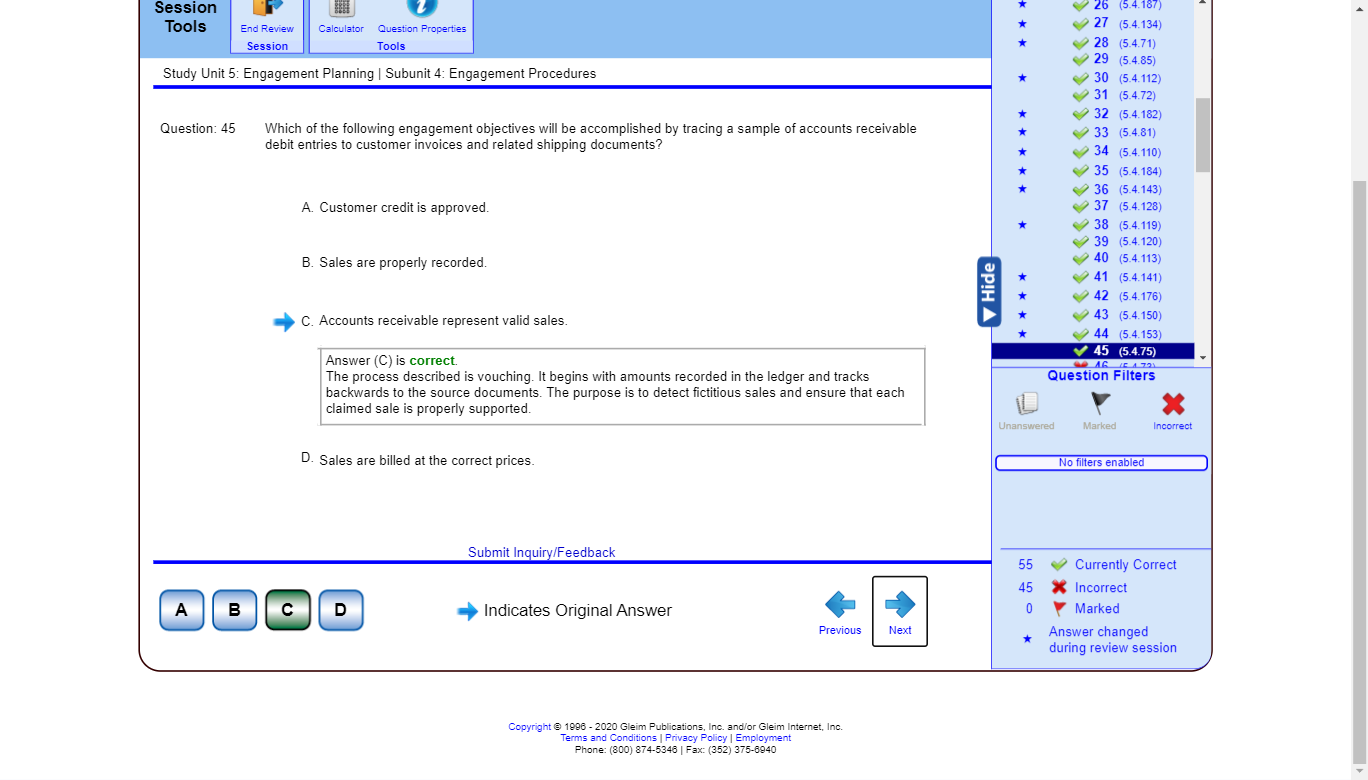 Session
Tools
End Review
Session
Calculator
Question Properties
Tools
Study Unit 5: Engagement Planning | Subunit 4: Engagement Procedures
Question: 45
Which of the following engagement objectives will be accomplished by tracing a sample of accounts receivable
debit entries to customer invoices and related shipping documents?
A. Customer credit is approved.
B. Sales are properly recorded.
C. Accounts receivable represent valid sales.
Answer (C) is correct.
The process described is vouching. It begins with amounts recorded in the ledger and tracks
backwards to the source documents. The purpose is to detect fictitious sales and ensure that each
claimed sale is properly supported.
D. Sales are billed at the correct prices.
Submit Inquiry/Feedback
A B C D
Indicates Original Answer
Previous
Next
26 (5.4.187)
27 (5.4.134)
28 (5.4.71)
29 (5.4.85)
30 (5.4.112)
31 (5.4.72)
32 (5.4.182)
33 (5.4.81)
34 (5.4.110)
35 (5.4.184)
36 (5.4.143)
37 (5.4.128)
38 (5.4.119)
39 (5.4.120)
40 (5.4.113)
41 (5.4.141)
42 (5.4.176)
43 (5.4.150)
44 (5.4.153)
45 (5.4.75)
Hide
Question Filters
Unanswered
Marked
Incorrect
No filters enabled
55 Currently Correct
45 Incorrect
0 Marked
Answer changed
during review session
Copyright © 1996 - 2020 Gleim Publications, Inc. and/or Gleim Internet, Inc.
Terms and Conditions | Privacy Policy | Employment
Phone: (800) 874-5346 | Fax: (352) 375-6940